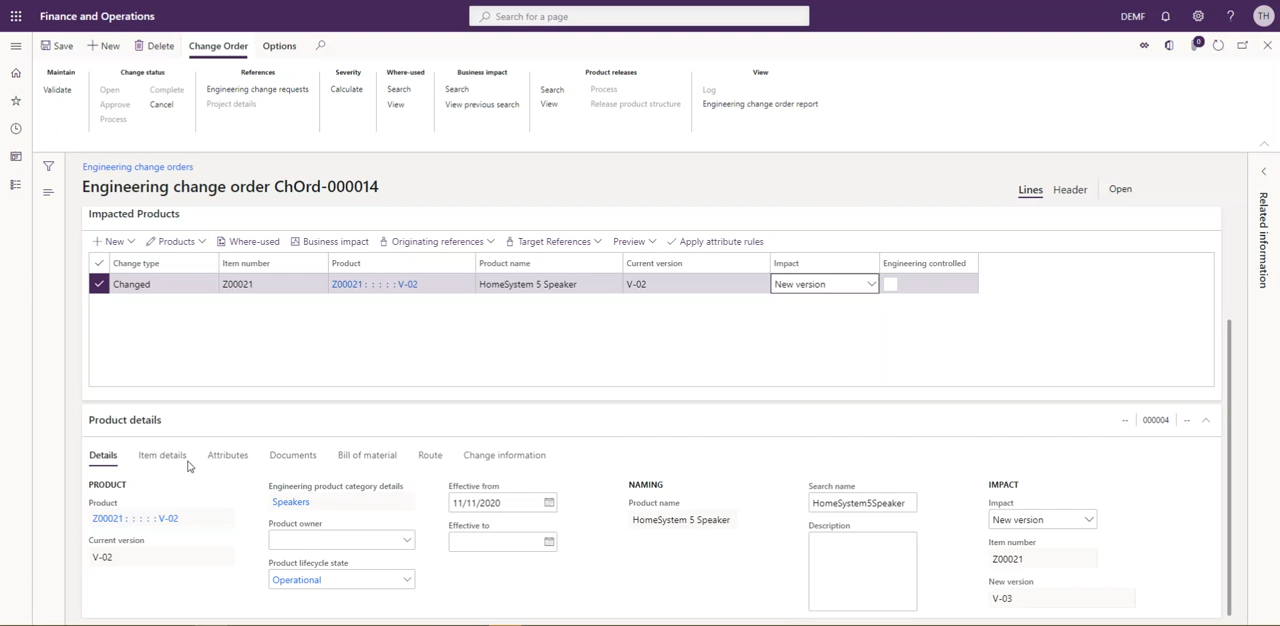 Finance and Operations
Search for a page
DEMF
TH
Save
New
Delete
Change Order
Options
0
Maintain
Validate
Change status
Open
Complete
Approve
Cancel
Process
References
Engineering change requests
Project details
Severity
Calculate
Where-used
Search
View
Business impact
Search
View previous search
Product releases
Search
Process
View
Release product structure
View
Log
Engineering change order report
Engineering change orders
Engineering change order ChOrd-000014
Lines
Header
Open
Related information
Impacted Products
New
Products
Where-used
Business impact
Originating references
Target References
Preview
Apply attribute rules
Change type
Item number
Product
Product name
Current version
Impact
Engineering controlled
Changed
Z00021
Z00021 : : : : : V-02
HomeSystem 5 Speaker
V-02
New version
Product details
--
000004
--
Details
Item details
Attributes
Documents
Bill of material
Route
Change information
PRODUCT
Product
Z00021 : : : : : V-02
Current version
V-02
Engineering product category details
Speakers
Product owner
Product lifecycle state
Operational
Effective from
11/11/2020
Effective to
NAMING
Product name
HomeSystem 5 Speaker
Search name
HomeSystem5Speaker
Description
IMPACT
Impact
New version
Item number
Z00021
New version
V-03